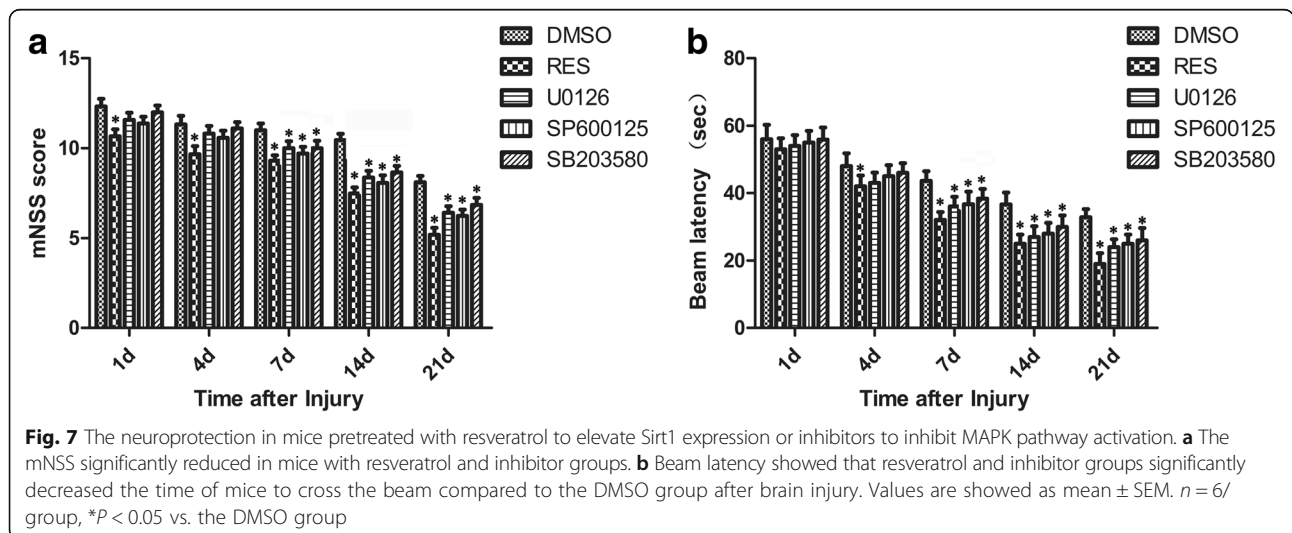 a
15
10
5
0
mNSS score
* * * * * * * * * * * * * *
1d 4d 7d 14d 21d
Time after Injury
DMSO
RES
U0126
SP600125
SB203580
b
80
60
40
20
0
Beam latency (sec)
* * * * * * * * * * * * *
1d 4d 7d 14d 21d
Time after Injury
DMSO
RES
U0126
SP600125
SB203580
Fig. 7 The neuroprotection in mice pretreated with resveratrol to elevate Sirt1 expression or inhibitors to inhibit MAPK pathway activation. a The
mNSS significantly reduced in mice with resveratrol and inhibitor groups. b Beam latency showed that resveratrol and inhibitor groups significantly
decreased the time of mice to cross the beam compared to the DMSO group after brain injury. Values are showed as mean ± SEM. n = 6/
group, *P < 0.05 vs. the DMSO group